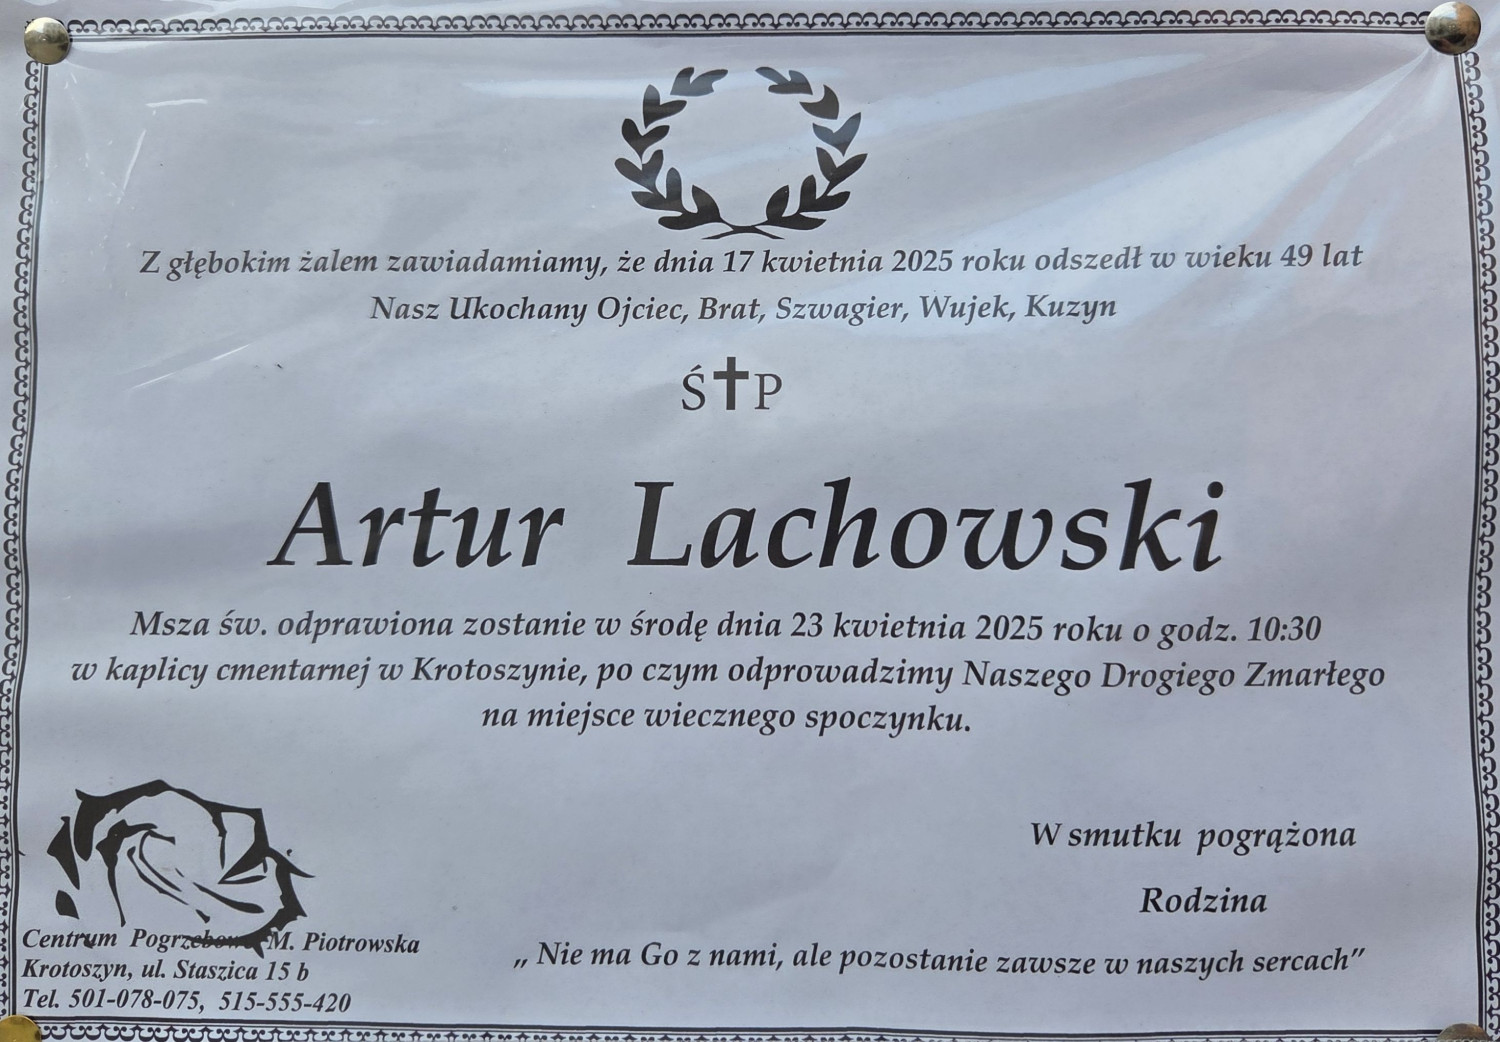 Z głębokim żalem zawiadamiamy, że dnia 17 kwietnia 2025 roku odszedł w wieku 49 lat
Nasz Ukochany Ojciec, Brat, Szwagier, Wujek, Kuzyn
Ś✝P
Artur Lachowski
Msza św. odprawiona zostanie w środę dnia 23 kwietnia 2025 roku o godz. 10:30
w kaplicy cmentarnej w Krotoszynie, po czym odprowadzimy Naszego Drogiego Zmarłego
na miejsce wiecznego spoczynku.
W smutku pogrążona
Rodzina
„ Nie ma Go z nami, ale pozostanie zawsze w naszych sercach”
Centrum Pogrzebowe M. Piotrowska
Krotoszyn, ul. Staszica 15 b
Tel. 501-078-075, 515-555-420